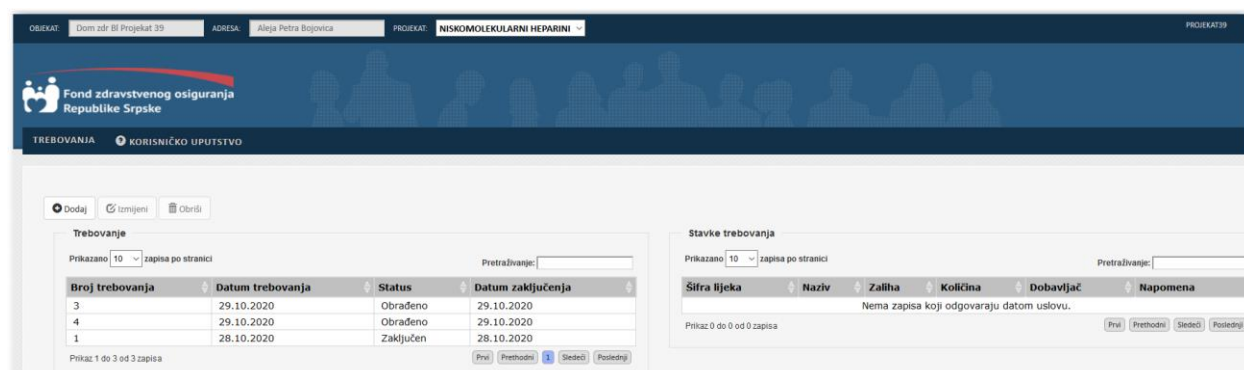 OBJEKAT: Dom zdr Bl Projekat 39 ADRESA: Aleja Petra Bojovica PROJEKAT: NISKOMOLEKULARNI HEPARINI PROJEKAT39
Fond zdravstvenog osiguranja
Republike Srpske
TREBOVANJA KORISNIČKO UPUTSTVO
Dodaj Izmijeni Obriši
Trebovanje
Prikazano 10 zapisa po stranici
Pretraživanje:
Broj trebovanja Datum trebovanja Status Datum zaključenja
3 29.10.2020 Obrađeno 29.10.2020
4 29.10.2020 Obrađeno 29.10.2020
1 28.10.2020 Zaključen 28.10.2020
Prikaz 1 do 3 od 3 zapisa
Prvi Prethodni 1 Sledeći Poslednji
Stavke trebovanja
Prikazano 10 zapisa po stranici
Pretraživanje:
Šifra lijeka Naziv Zaliha Količina Dobavljač Napomena
Nema zapisa koji odgovaraju datom uslovu.
Prikaz 0 do 0 od 0 zapisa
Prvi Prethodni Sledeći Poslednji